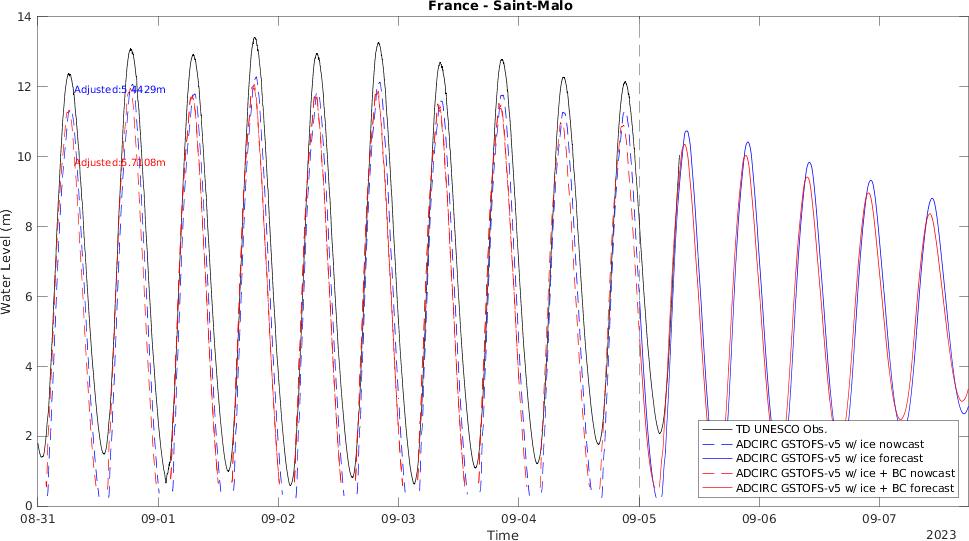 France - Saint-Malo
14
12
10
8
6
4
2
0
Water Level (m)
Adjusted:5.4429m
Adjusted:5.7108m
TD UNESCO Obs.
ADCIRC GSTOFS-v5 w/ ice nowcast
ADCIRC GSTOFS-v5 w/ ice forecast
ADCIRC GSTOFS-v5 w/ ice + BC nowcast
ADCIRC GSTOFS-v5 w/ ice + BC forecast
08-31 09-01 09-02 09-03 09-04 09-05 09-06 09-07
Time
2023